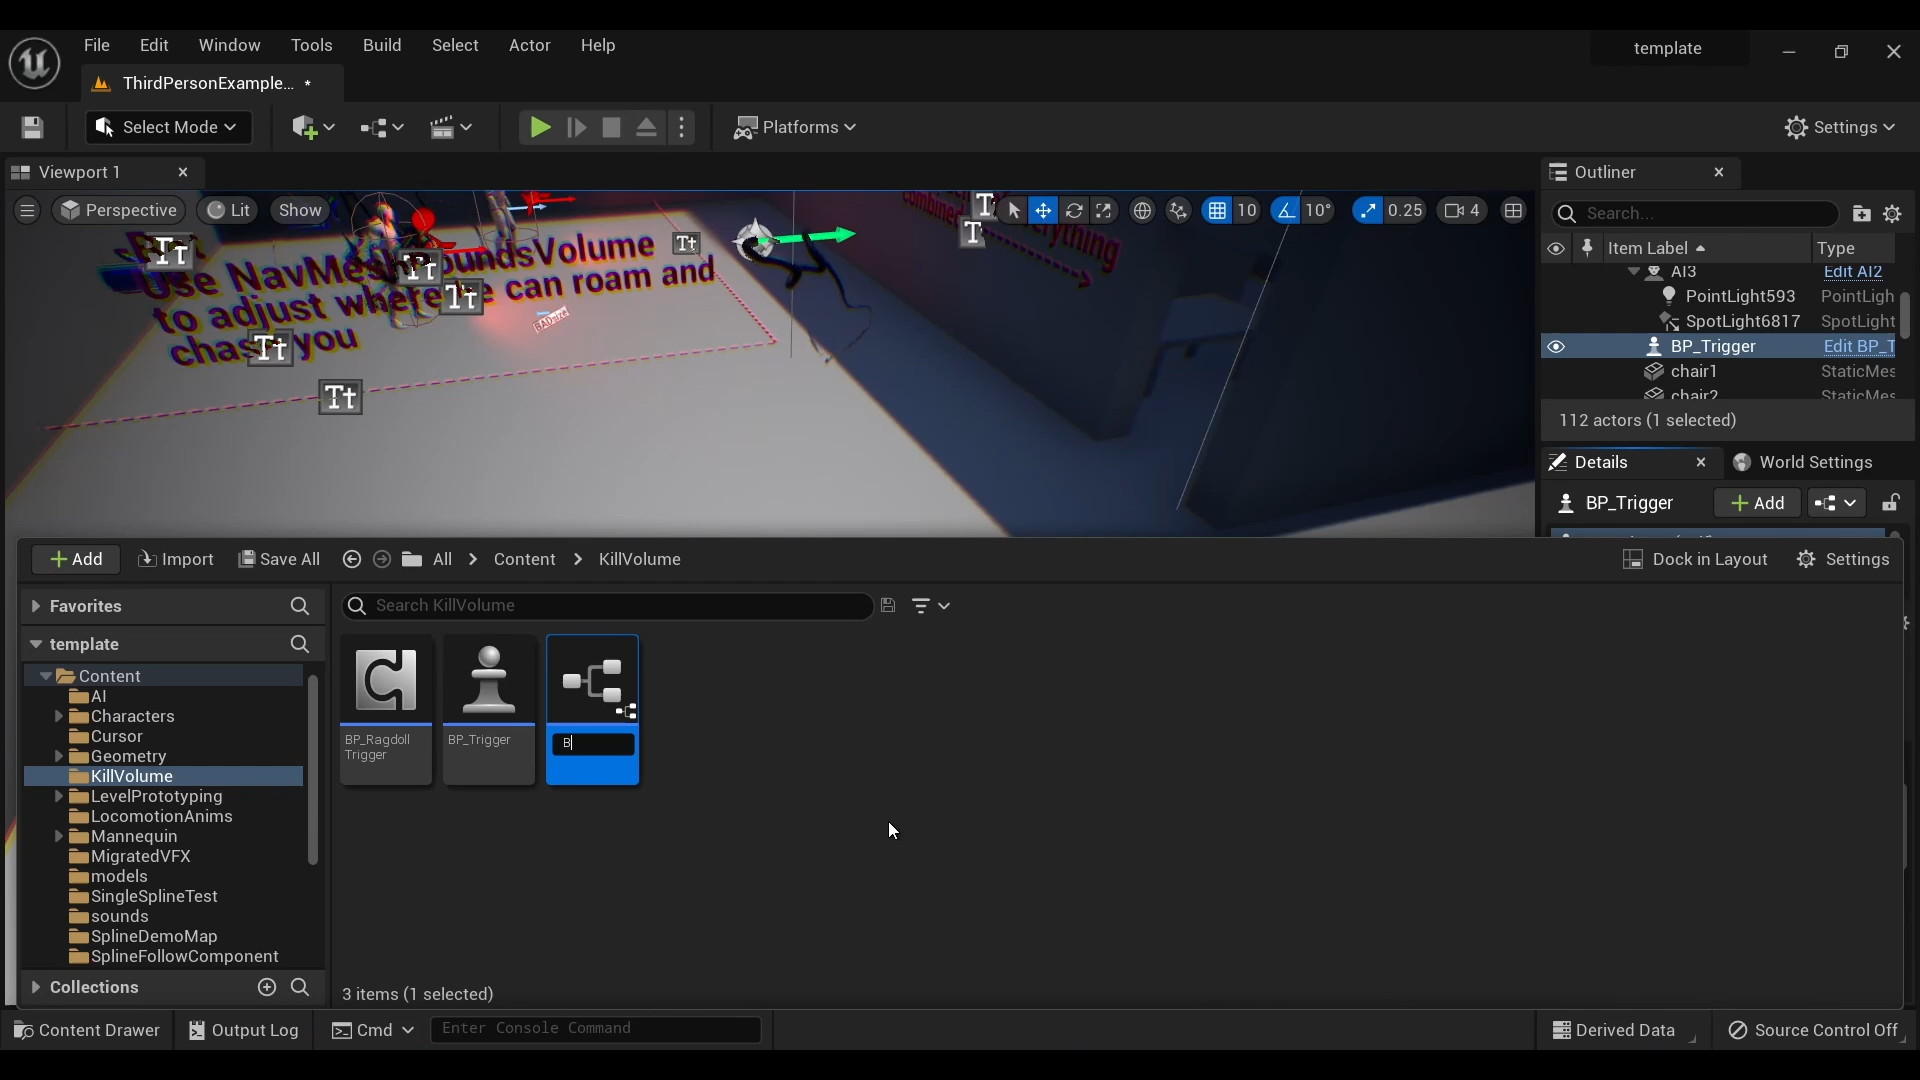 File Edit Window Tools Build Select Actor Help
template
ThirdPersonExample... *
Select Mode
Platforms
Settings
Viewport 1
Outliner
Perspective
Lit
Show
10
10°
0.25
4
Search...
Item Label
Type
AI3
Edit AI2
PointLight593
PointLigh
SpotLight6817
SpotLight
BP_Trigger
Edit BP_T
chair1
StaticMes
chair2
StaticMes
112 actors (1 selected)
Use NavMesh oundsVolume
to adjust where can roam and
chase you
combined everything
Details
World Settings
BP_Trigger
Add
Add
Import
Save All
All
Content
KillVolume
Dock in Layout
Settings
Favorites
Search KillVolume
template
Content
AI
Characters
Cursor
Geometry
KillVolume
LevelPrototyping
LocomotionAnims
Mannequin
MigratedVFX
models
SingleSplineTest
sounds
SplineDemoMap
SplineFollowComponent
BP_Ragdoll
Trigger
BP_Trigger
B
Collections
3 items (1 selected)
Content Drawer
Output Log
Cmd
Enter Console Command
Derived Data
Source Control Off